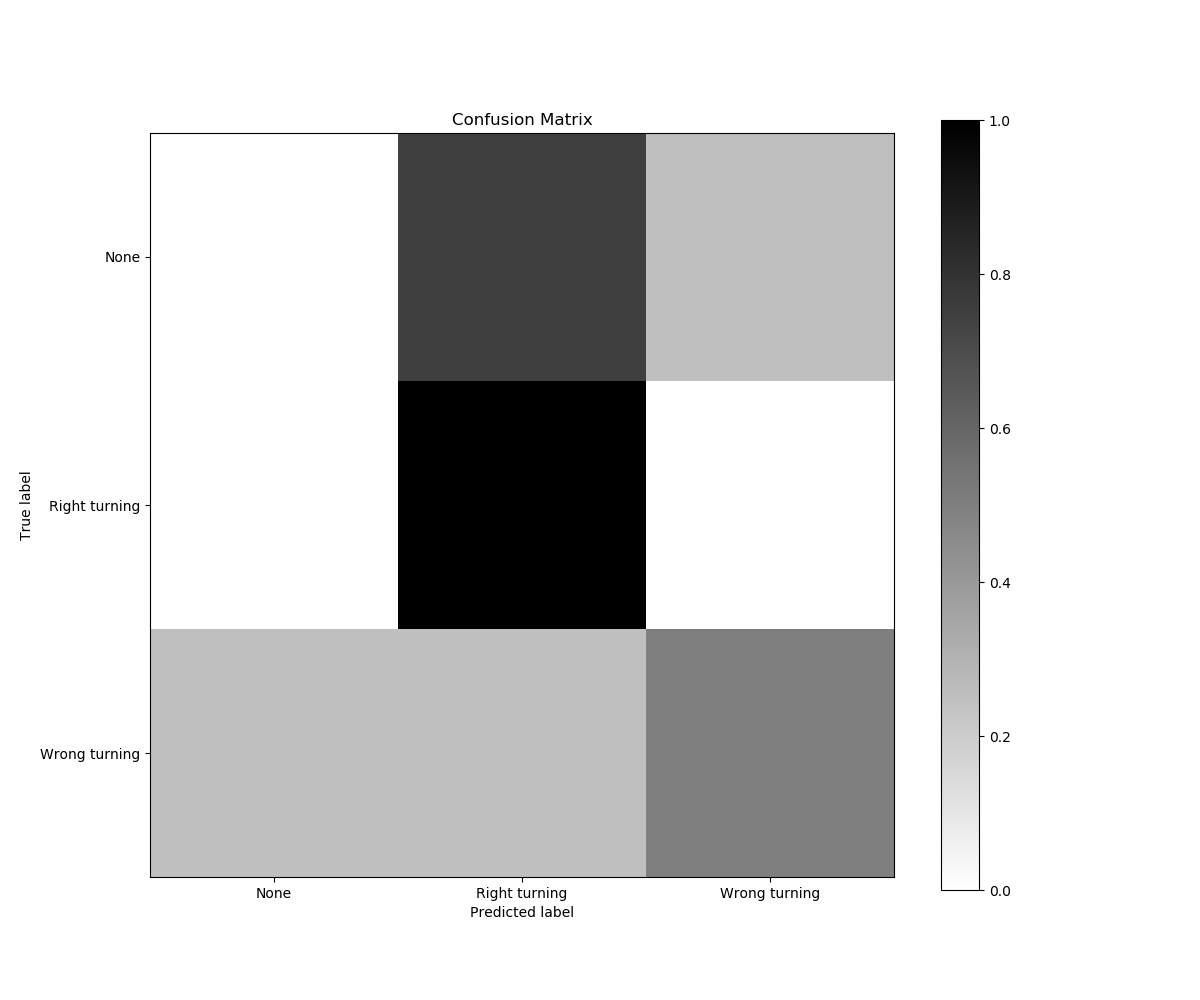 Confusion Matrix
1.0
None
0.8
0.6
Right turning
True label
0.4
Wrong turning
0.2
0.0
None Right turning Wrong turning
Predicted label